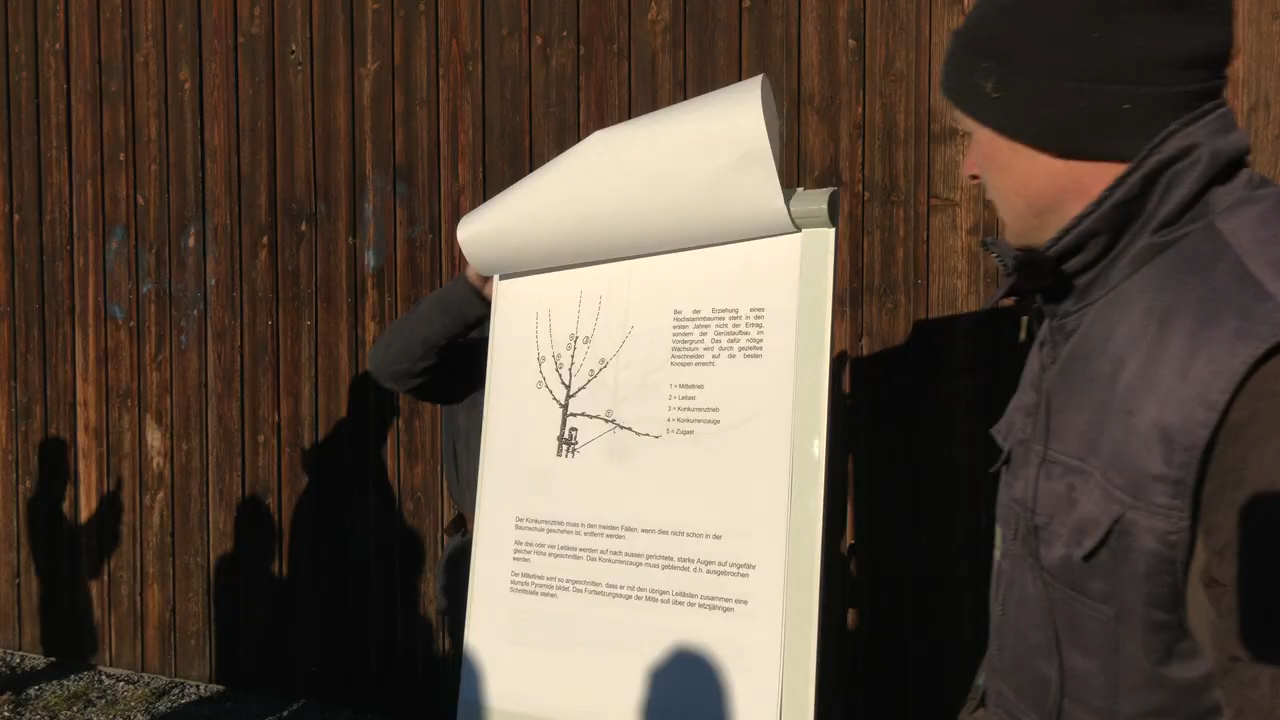 Bei der Erziehung eines
Hochstammbaumes steht in den
ersten Jahren nicht der Ertrag,
sondern der Gerüstaufbau im
Vordergrund. Das dafür nötige
Wachstum wird durch gezieltes
Anschneiden auf die besten
Knospen erreicht.
1 = Mitteltrieb
2 = Leitast
3 = Konkurrenztrieb
4 = Konkurrenzauge
5 = Zugast
Der Konkurrenztrieb muss in den meisten Fällen, wenn dies nicht schon in der
Baumschule geschehen ist, entfernt werden.
Alle drei oder vier Leitäste werden auf nach aussen gerichtete, starke Augen auf ungefähr
gleicher Höhe angeschnitten. Das Konkurrenzauge muss geblendet, d.h. ausgebrochen
werden.
Der Mitteltrieb wird so angeschnitten, dass er mit den übrigen Leitästen zusammen eine
stumpfe Pyramide bildet. Das Fortsetzungsauge der Mitte soll über der letztjährigen
Schnittstelle stehen.